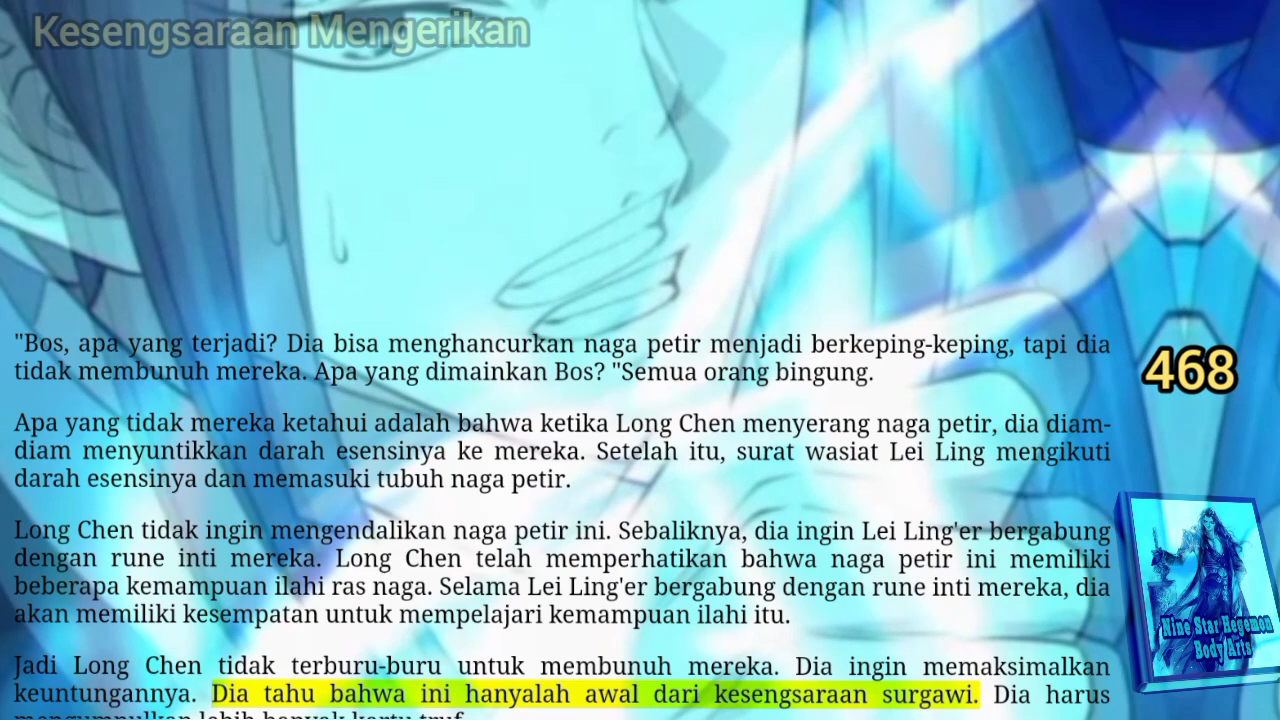 Kesengsaraan Mengerikan
"Bos, apa yang terjadi? Dia bisa menghancurkan naga petir menjadi berkeping-keping, tapi dia
tidak membunuh mereka. Apa yang dimainkan Bos? "Semua orang bingung.
Apa yang tidak mereka ketahui adalah bahwa ketika Long Chen menyerang naga petir, dia diam-
diam menyuntikkan darah esensinya ke mereka. Setelah itu, surat wasiat Lei Ling mengikuti
darah esensinya dan memasuki tubuh naga petir.
468
Long Chen tidak ingin mengendalikan naga petir ini. Sebaliknya, dia ingin Lei Ling'er bergabung
dengan rune inti mereka. Long Chen telah memperhatikan bahwa naga petir ini memiliki
beberapa kemampuan ilahi ras naga. Selama Lei Ling'er bergabung dengan rune inti mereka, dia
akan memiliki kesempatan untuk mempelajari kemampuan ilahi itu.
Nine Star Hegemon
Body Arts
Jadi Long Chen tidak terburu-buru untuk membunuh mereka. Dia ingin memaksimalkan
keuntungannya. Dia tahu bahwa ini hanyalah awal dari kesengsaraan surgawi. Dia harus
mengumpulkan lebih banyak kartu truf.